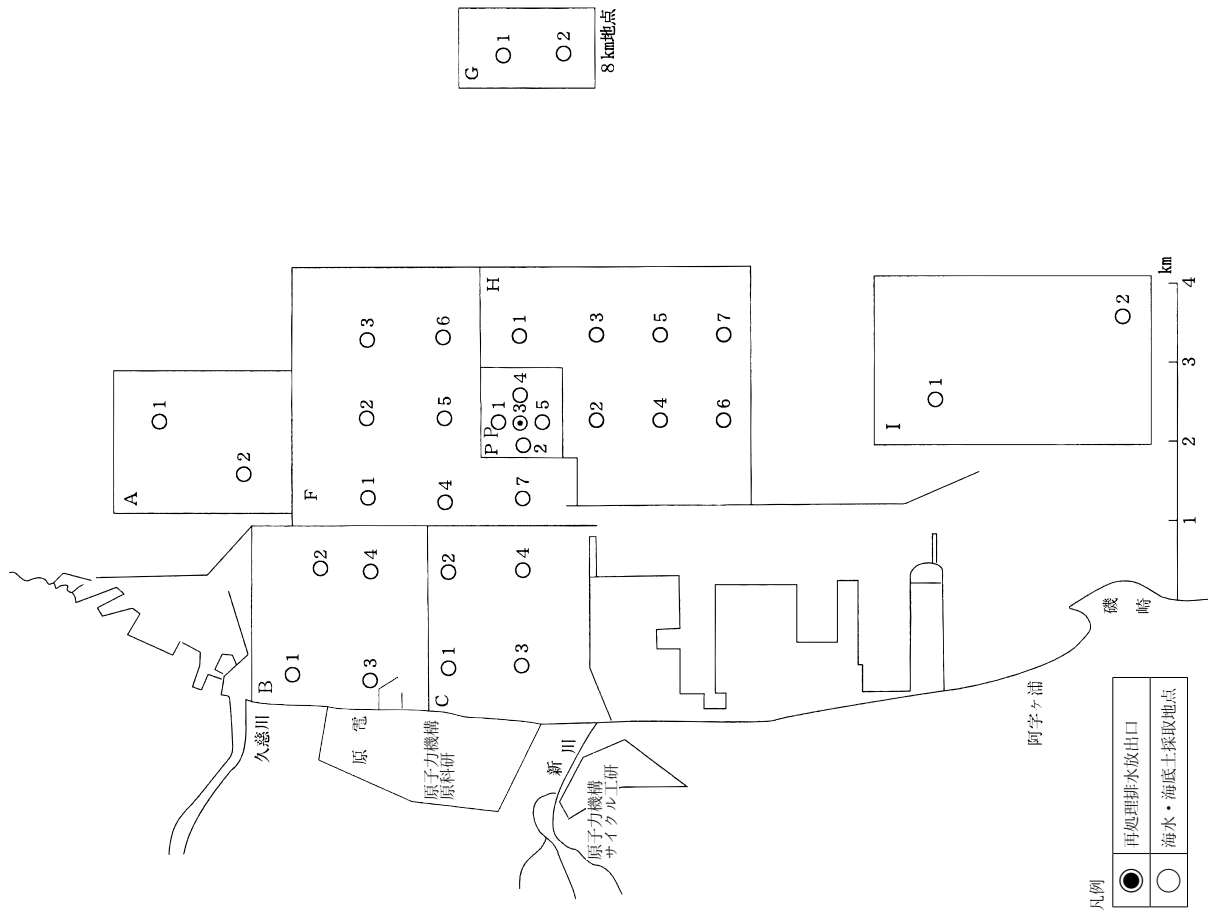 G
1
2
8km地点
A
1
2
F
1
2
3
4
5
6
7
H
1
2
3
4
5
6
7
PP
1
2
3
4
5
B
1
2
3
4
C
1
2
3
4
I
1
2
久慈川
原電
原子力機構
原科研
新川
原子力機構
サイクル工研
阿字ヶ浦
磯崎
km
1
2
3
4
凡例
再処理排水放出口
海水・海底土採取地点